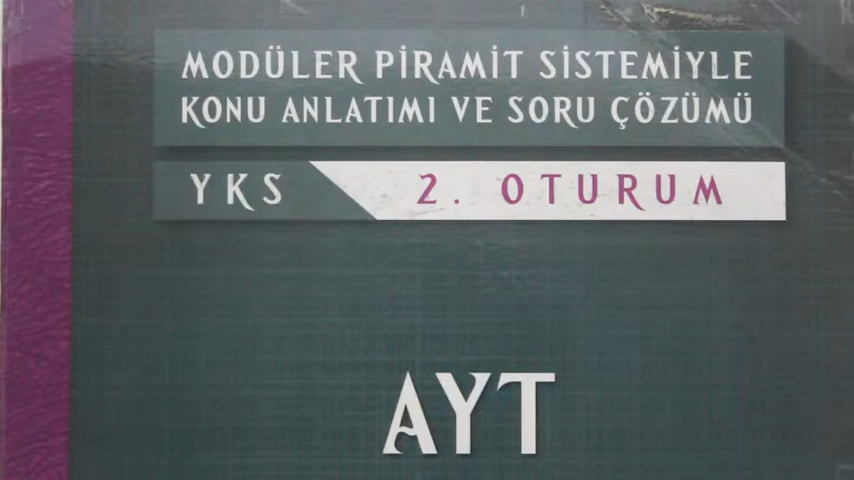 MODÜLER PİRAMİT SİSTEMİYLE
KONU ANLATIMI VE SORU ÇÖZÜMÜ
YKS 2. OTURUM
AYT